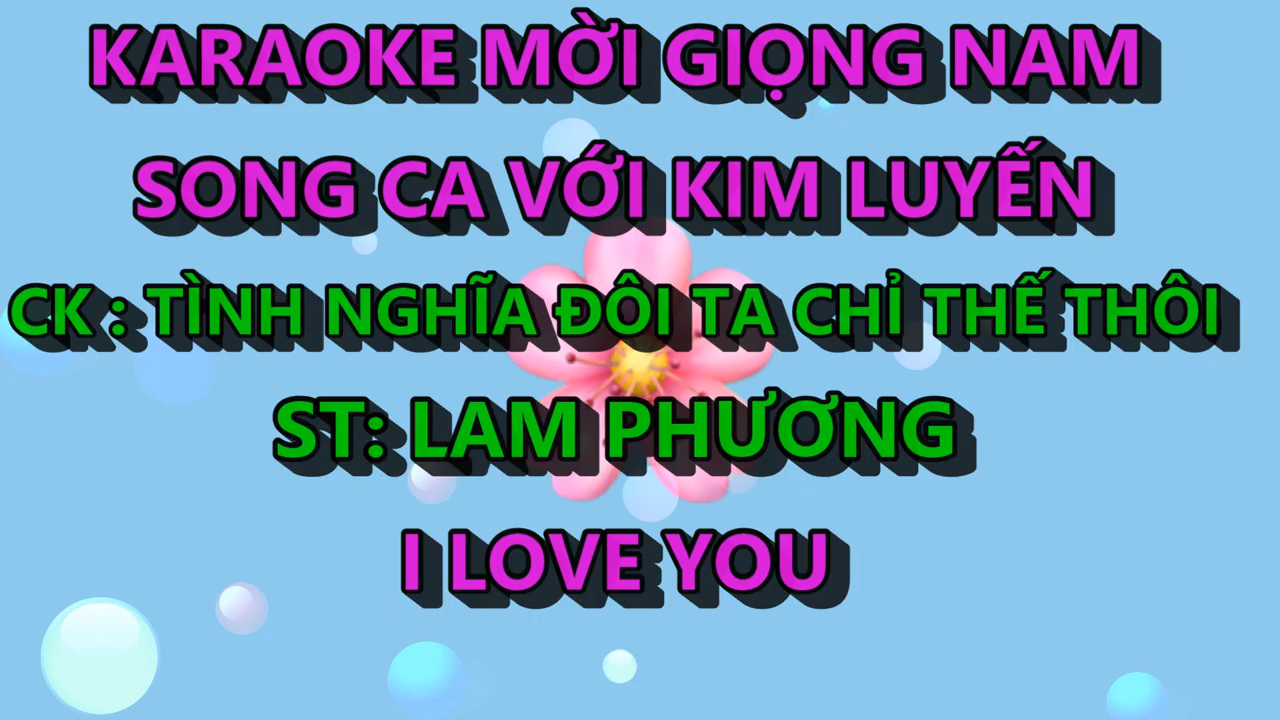 KARAOKE MỜI GIỌNG NAM
SONG CA VỚI KIM LUYẾN
CK : TÌNH NGHĨA ĐÔI TA CHỈ THẾ THÔI
ST: LAM PHƯƠNG
I LOVE YOU